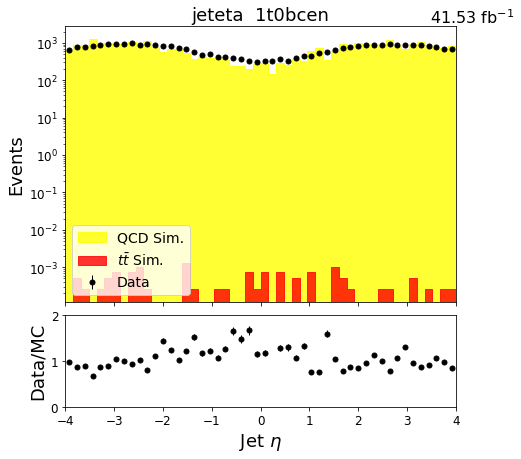 jeteta 1t0bcen
41.53 fb⁻¹
Events
10³
10²
10¹
10⁰
10⁻¹
10⁻²
10⁻³
QCD Sim.
tt̄ Sim.
Data
Data/MC
2
1
0
−4 −3 −2 −1 0 1 2 3 4
Jet η